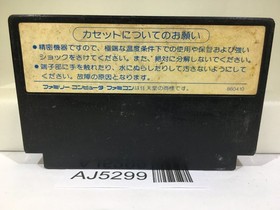 カセットについてのお願い
●精密機器ですので、極端な温度条件下での使用や保管および強い
ショックをさけてください。また、絶対に分解しないでください。
●端子部に手を触れたり、水にぬらしたりして汚さないようにして
ください。故障の原因となります。
ファミリーコンピュータ ファミコンは任天堂の商標です。
AJ5299